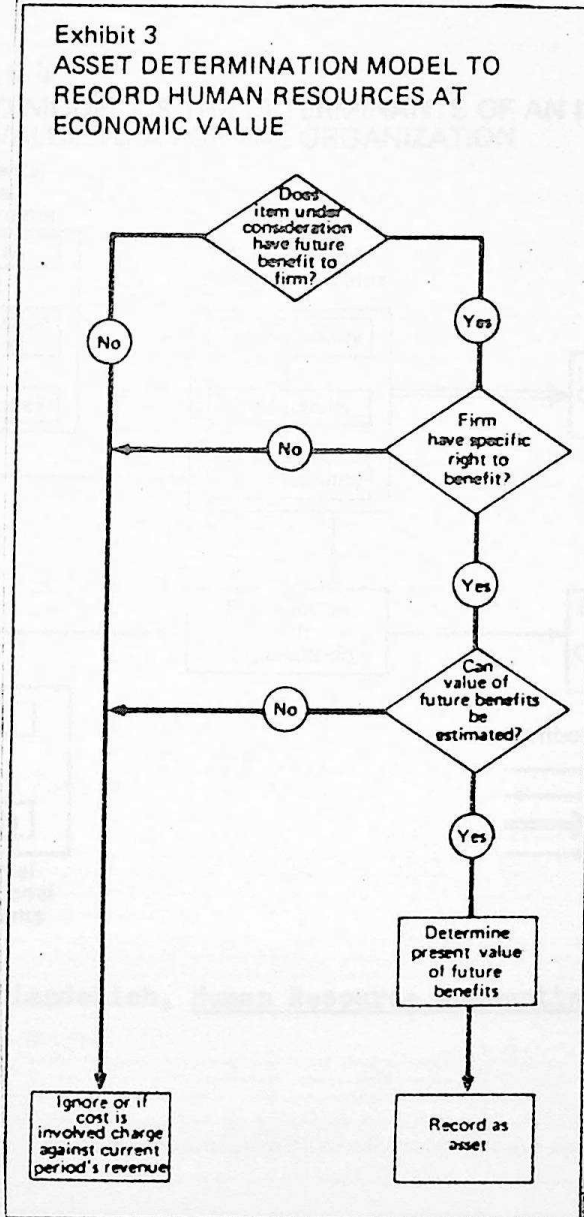 Exhibit 3
ASSET DETERMINATION MODEL TO
RECORD HUMAN RESOURCES AT
ECONOMIC VALUE
Does
item under
consideration
have future
benefit to
firm?
No
Yes
Firm
have specific
right to
benefit?
No
Yes
Can
value of
future benefits
be
estimated?
No
Yes
Determine
present value
of future
benefits
Ignore or if
cost is
involved charge
against current
period's revenue
Record as
asset